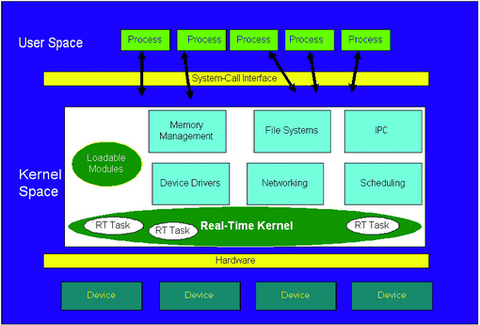 User Space
Process
Process
Process
Process
Process
System-Call Interface
Kernel
Space
Loadable
Modules
Memory
Management
File Systems
IPC
Device Drivers
Networking
Scheduling
Real-Time Kernel
RT Task
RT Task
RT Task
Hardware
Device
Device
Device
Device